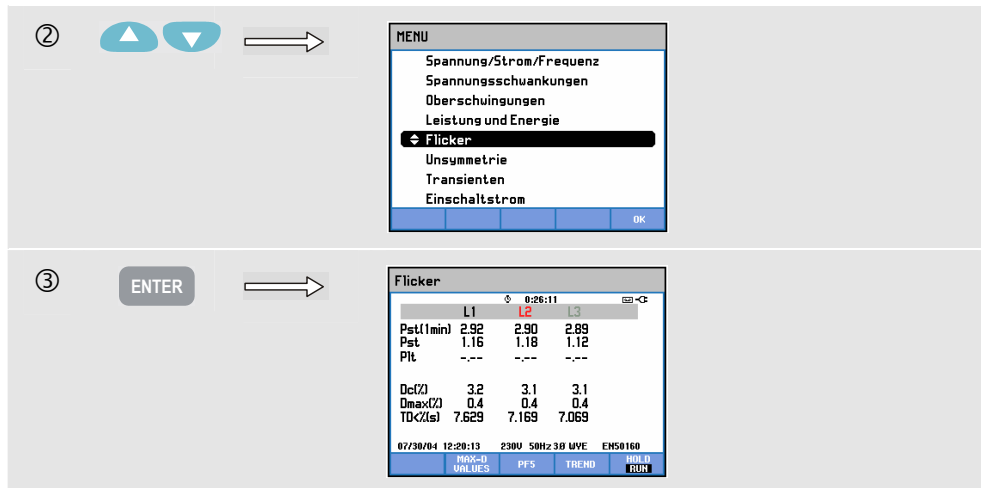 ②
MENU
Spannung/Strom/Frequenz
Spannungsschwankungen
Oberschwingungen
Leistung und Energie
Flicker
Unsymmetrie
Transienten
Einschaltstrom
OK
③
ENTER
Flicker
0:26:11
L1 L2 L3
Pst(1min) 2.92 2.90 2.89
Pst 1.16 1.18 1.12
Plt -.-- -.-- -.--
Dc(%) 3.2 3.1 3.1
Dmax(%) 0.4 0.4 0.4
TD<%(s) 7.629 7.169 7.069
07/30/04 12:20:13 230V 50Hz 3Ø WYE EN50160
MAX-D VALUES PF5 TREND HOLD RUN